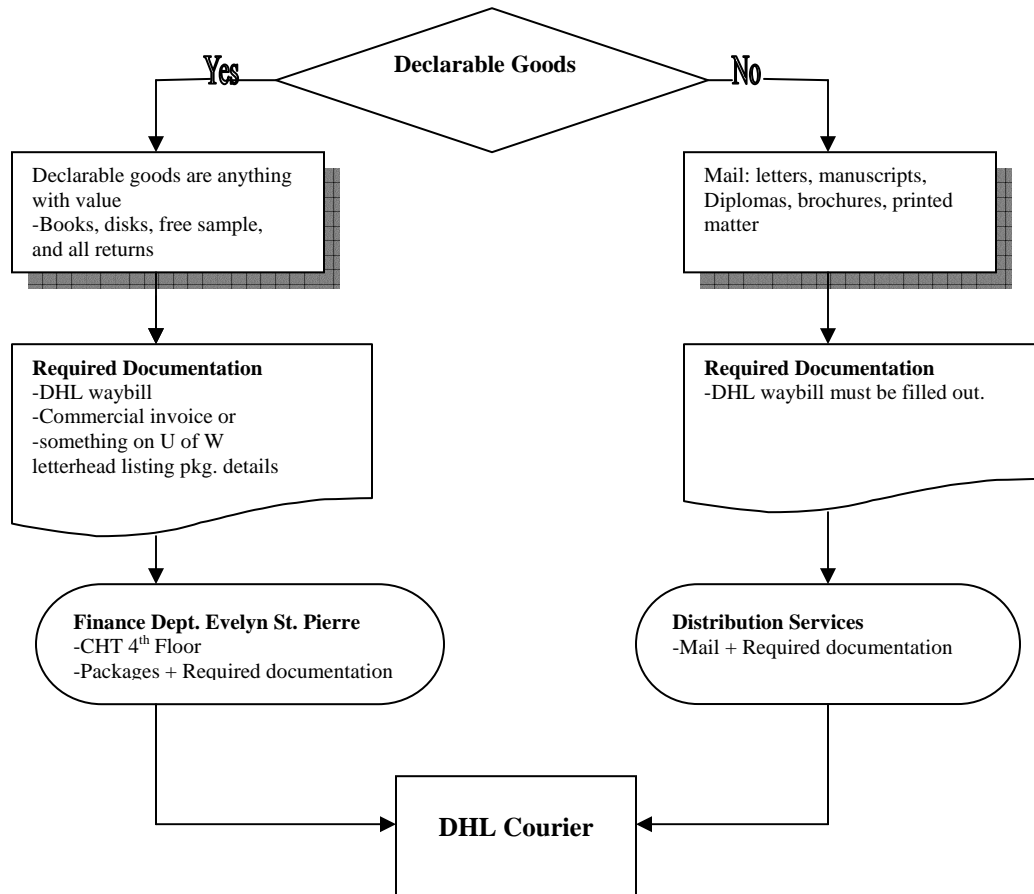 Declarable Goods
Yes
No
Declarable goods are anything
with value
-Books, disks, free sample,
and all returns
Mail: letters, manuscripts,
Diplomas, brochures, printed
matter
Required Documentation
-DHL waybill
-Commercial invoice or
-something on U of W
letterhead listing pkg. details
Required Documentation
-DHL waybill must be filled out.
Finance Dept. Evelyn St. Pierre
-CHT 4th Floor
-Packages + Required documentation
Distribution Services
-Mail + Required documentation
DHL Courier